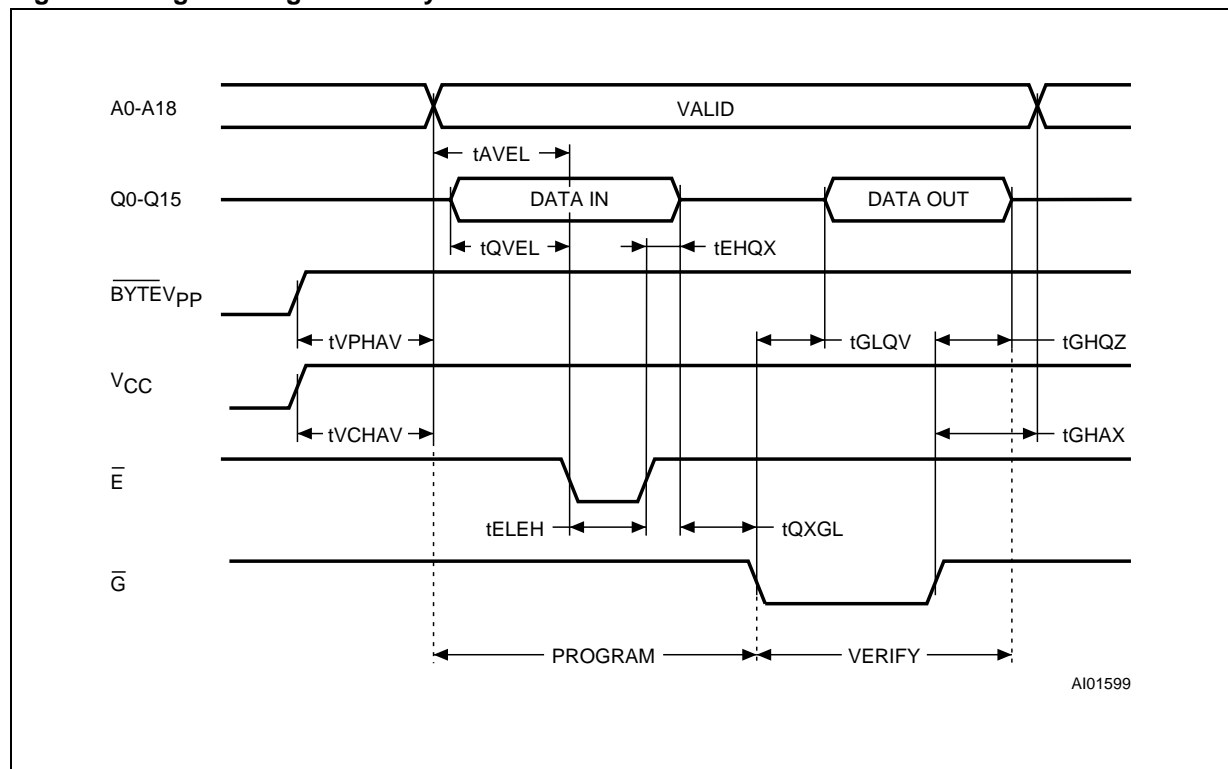 A0-A18
VALID
tAVEL
Q0-Q15
DATA IN
DATA OUT
tQVEL
tEHQX
BYTEVPP
tVPHAV
tGLQV
tGHQZ
VCC
tVCHAV
tGHAX
E
tELEH
tQXGL
G
PROGRAM
VERIFY
AI01599